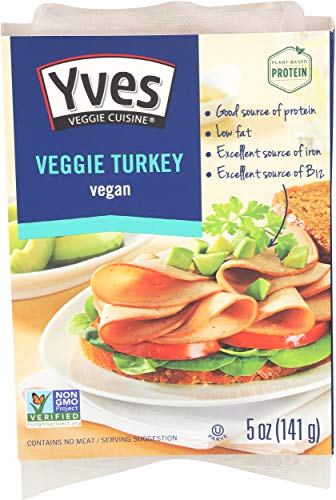 Yves
VEGGIE CUISINE®
PLANT BASED
PROTEIN
• Good source of protein
• Low fat
• Excellent source of iron
• Excellent source of B12
VEGGIE TURKEY
vegan
NON
GMO
Project
VERIFIED
nongmoproject.org
U
5 oz (141 g)
CONTAINS NO MEAT / SERVING SUGGESTION